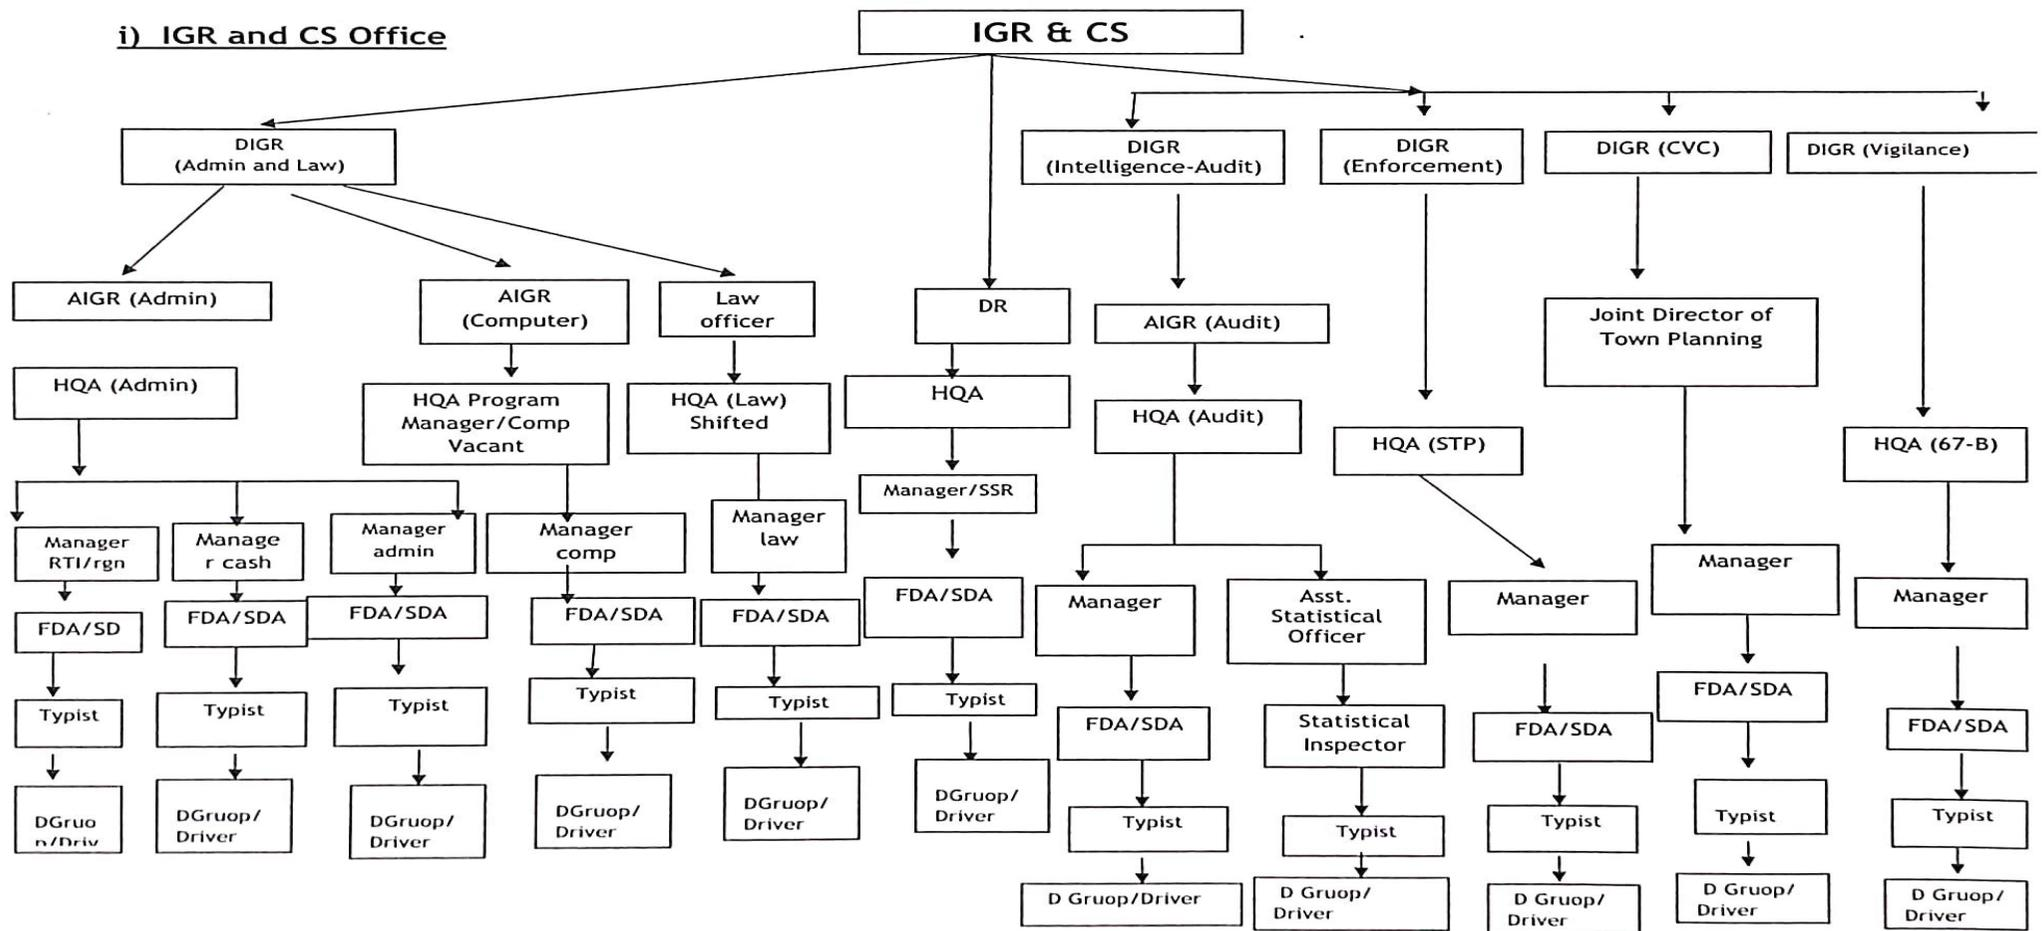 i) IGR and CS Office
IGR & CS
DIGR
(Admin and Law)
DIGR
(Intelligence-Audit)
DIGR
(Enforcement)
DIGR (CVC)
DIGR (Vigilance)
AIGR (Admin)
AIGR
(Computer)
Law
officer
DR
AIGR (Audit)
Joint Director of
Town Planning
HQA (Admin)
HQA Program
Manager/Comp
Vacant
HQA (Law)
Shifted
HQA
HQA (Audit)
HQA (STP)
HQA (67-B)
Manager/SSR
Manager
RTI/rgn
Manage
r cash
Manager
admin
Manager
comp
Manager
law
FDA/SDA
Manager
Asst.
Statistical
Officer
Manager
Manager
Manager
FDA/SD
FDA/SDA
FDA/SDA
FDA/SDA
FDA/SDA
Typist
FDA/SDA
Statistical
Inspector
FDA/SDA
FDA/SDA
FDA/SDA
Typist
Typist
Typist
Typist
Typist
DGruop/
Driver
Typist
Typist
Typist
Typist
Typist
DGruo
p/Driv
DGruop/
Driver
DGruop/
Driver
DGruop/
Driver
DGruop/
Driver
D Gruop/Driver
D Gruop/
Driver
D Gruop/
Driver
D Gruop/
Driver
D Gruop/
Driver